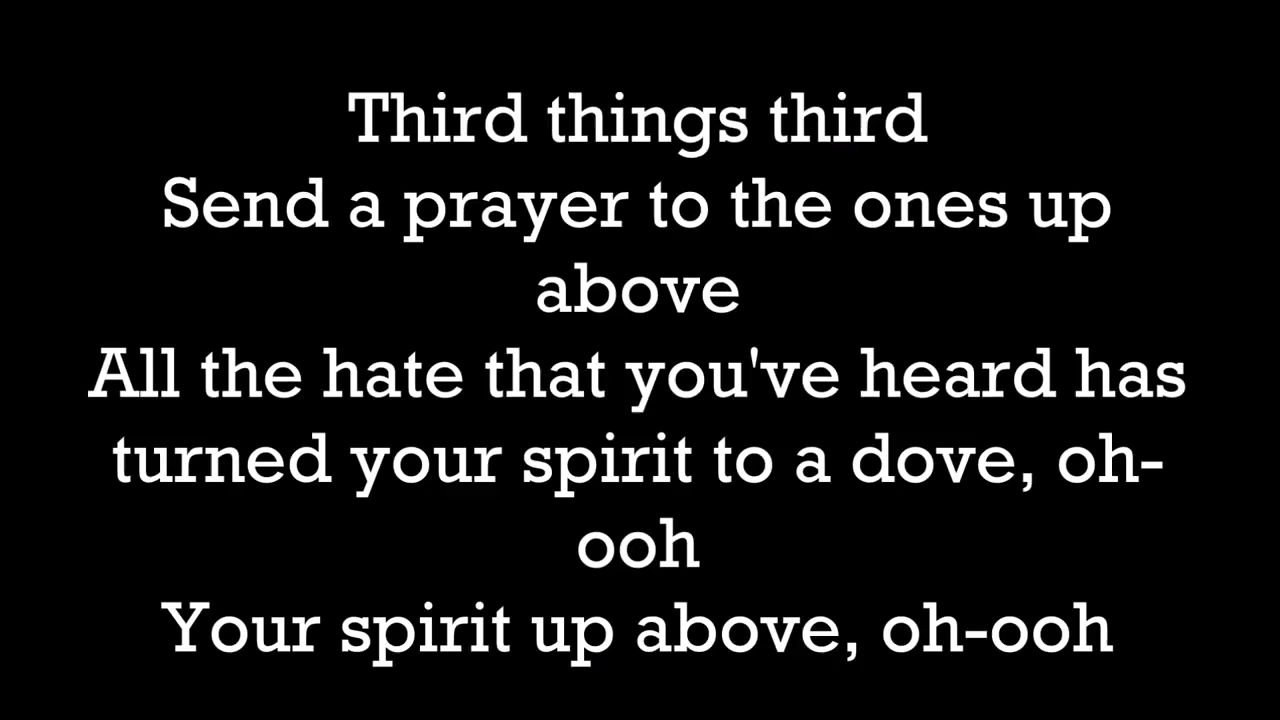 Third things third
Send a prayer to the ones up
above
All the hate that you've heard has
turned your spirit to a dove, oh-
ooh
Your spirit up above, oh-ooh